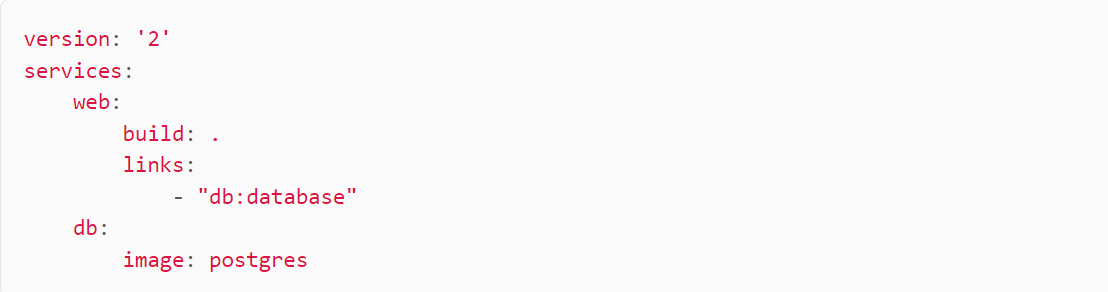 version: '2'
services:
    web:
        build: .
        links:
            - "db:database"
    db:
        image: postgres